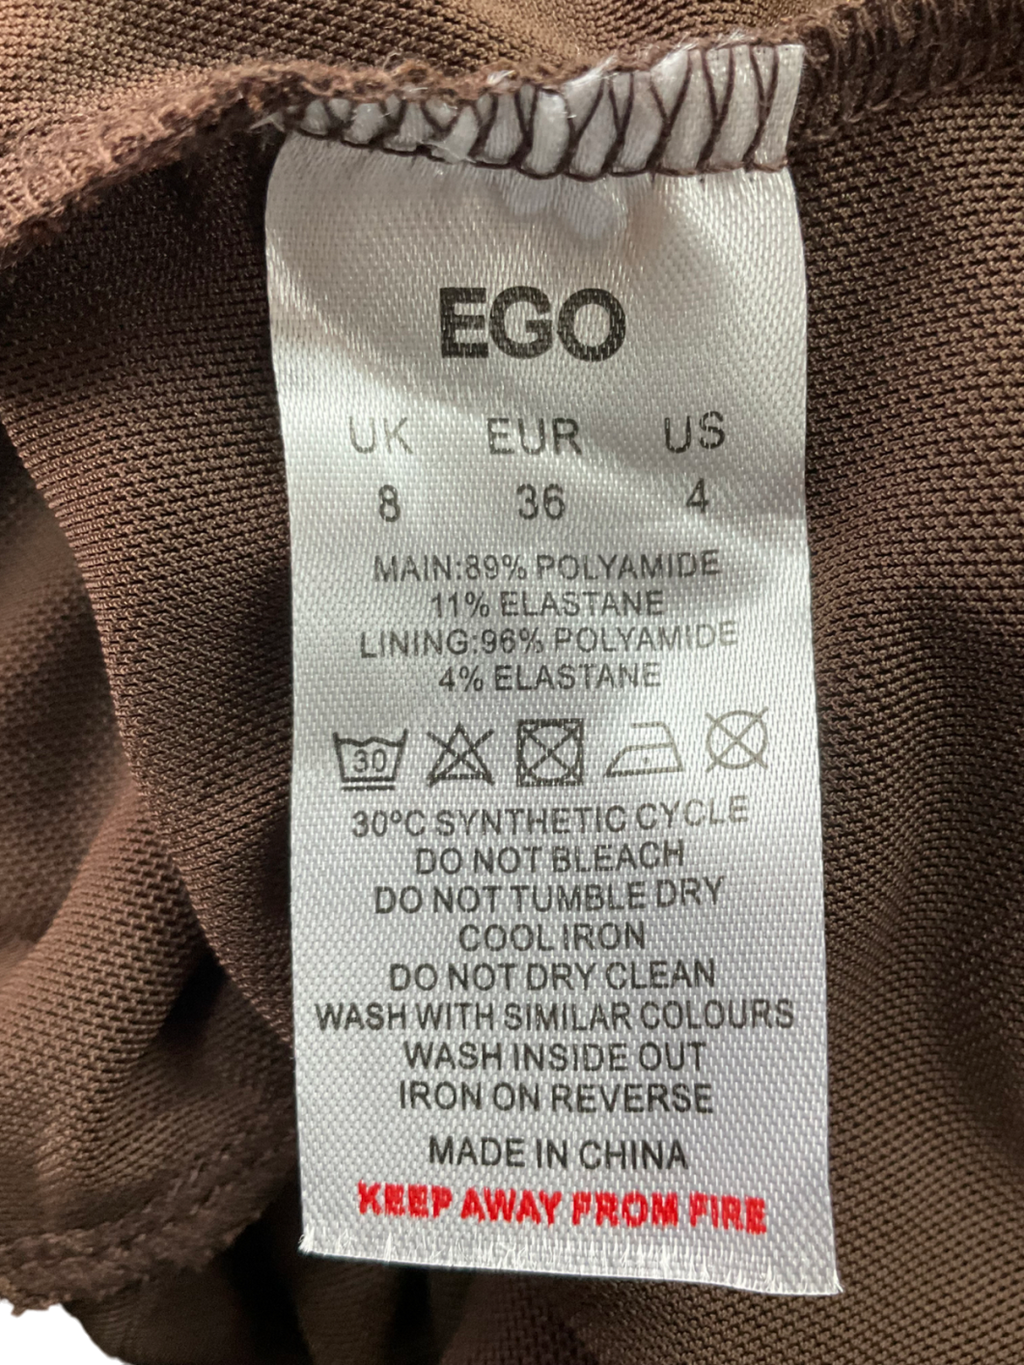 EGO
UK EUR US
8 36 4
MAIN:89% POLYAMIDE
11% ELASTANE
LINING:96% POLYAMIDE
4% ELASTANE
30
30°C SYNTHETIC CYCLE
DO NOT BLEACH
DO NOT TUMBLE DRY
COOL IRON
DO NOT DRY CLEAN
WASH WITH SIMILAR COLOURS
WASH INSIDE OUT
IRON ON REVERSE
MADE IN CHINA
KEEP AWAY FROM FIRE